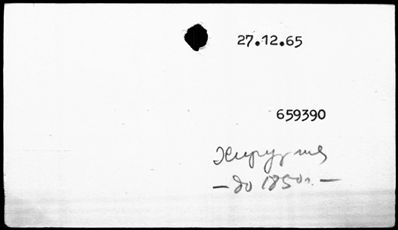 27.12.65
659390
Хирургия
— до 1850г. —